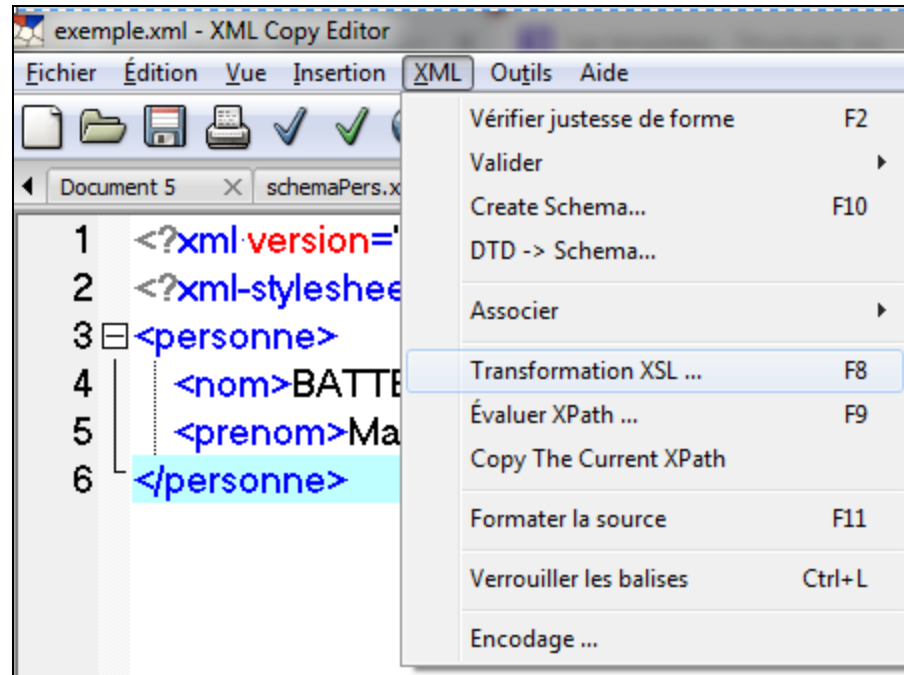 exemple.xml - XML Copy Editor
Fichier Édition Vue Insertion XML Outils Aide
Document 5 schemaPers.x
1 <?xml version='
2 <?xml-styleshee
3 <personne>
4 <nom>BATTE
5 <prenom>Ma
6 </personne>
Vérifier justesse de forme F2
Valider
Create Schema... F10
DTD -> Schema...
Associer
Transformation XSL ... F8
Évaluer XPath ... F9
Copy The Current XPath
Formater la source F11
Verrouiller les balises Ctrl+L
Encodage ...